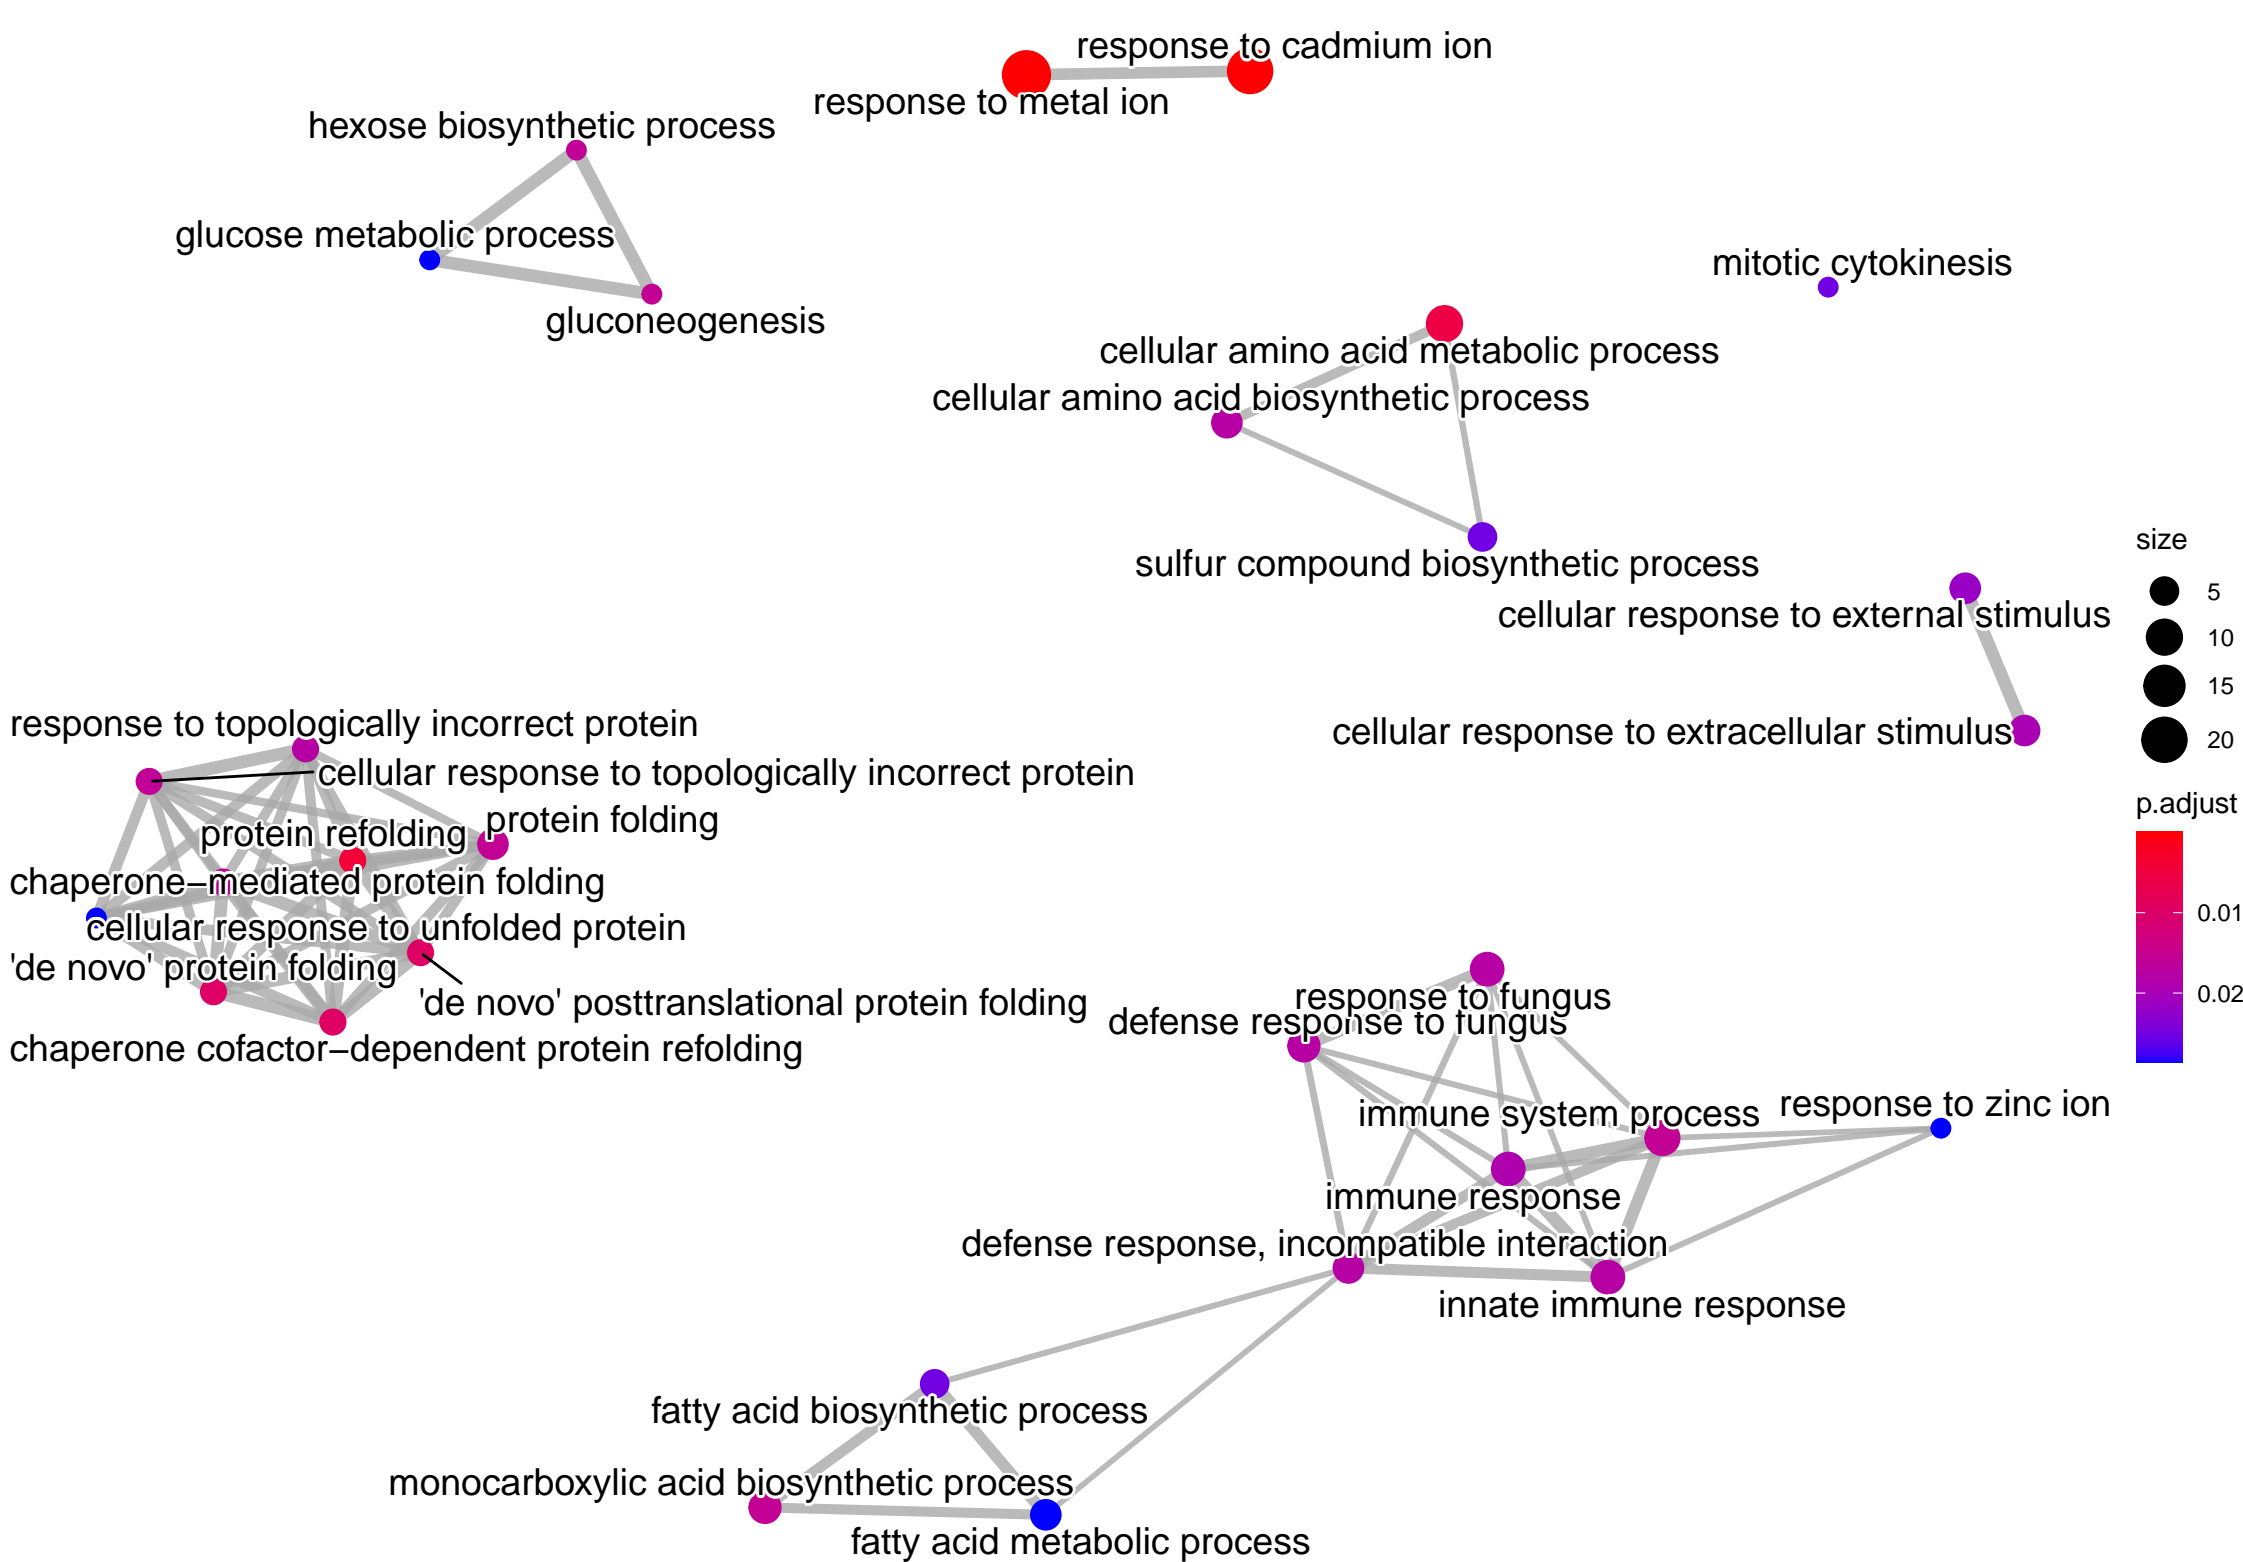 response to cadmium ion
response to metal ion
hexose biosynthetic process
glucose metabolic process
gluconeogenesis
mitotic cytokinesis
cellular amino acid metabolic process
cellular amino acid biosynthetic process
sulfur compound biosynthetic process
cellular response to external stimulus
cellular response to extracellular stimulus
size
5
10
15
20
p.adjust
0.01
0.02
response to topologically incorrect protein
cellular response to topologically incorrect protein
protein folding
protein refolding
chaperone−mediated protein folding
cellular response to unfolded protein
'de novo' protein folding
'de novo' posttranslational protein folding
chaperone cofactor−dependent protein refolding
response to fungus
defense response to fungus
immune system process
response to zinc ion
immune response
defense response, incompatible interaction
innate immune response
fatty acid biosynthetic process
monocarboxylic acid biosynthetic process
fatty acid metabolic process